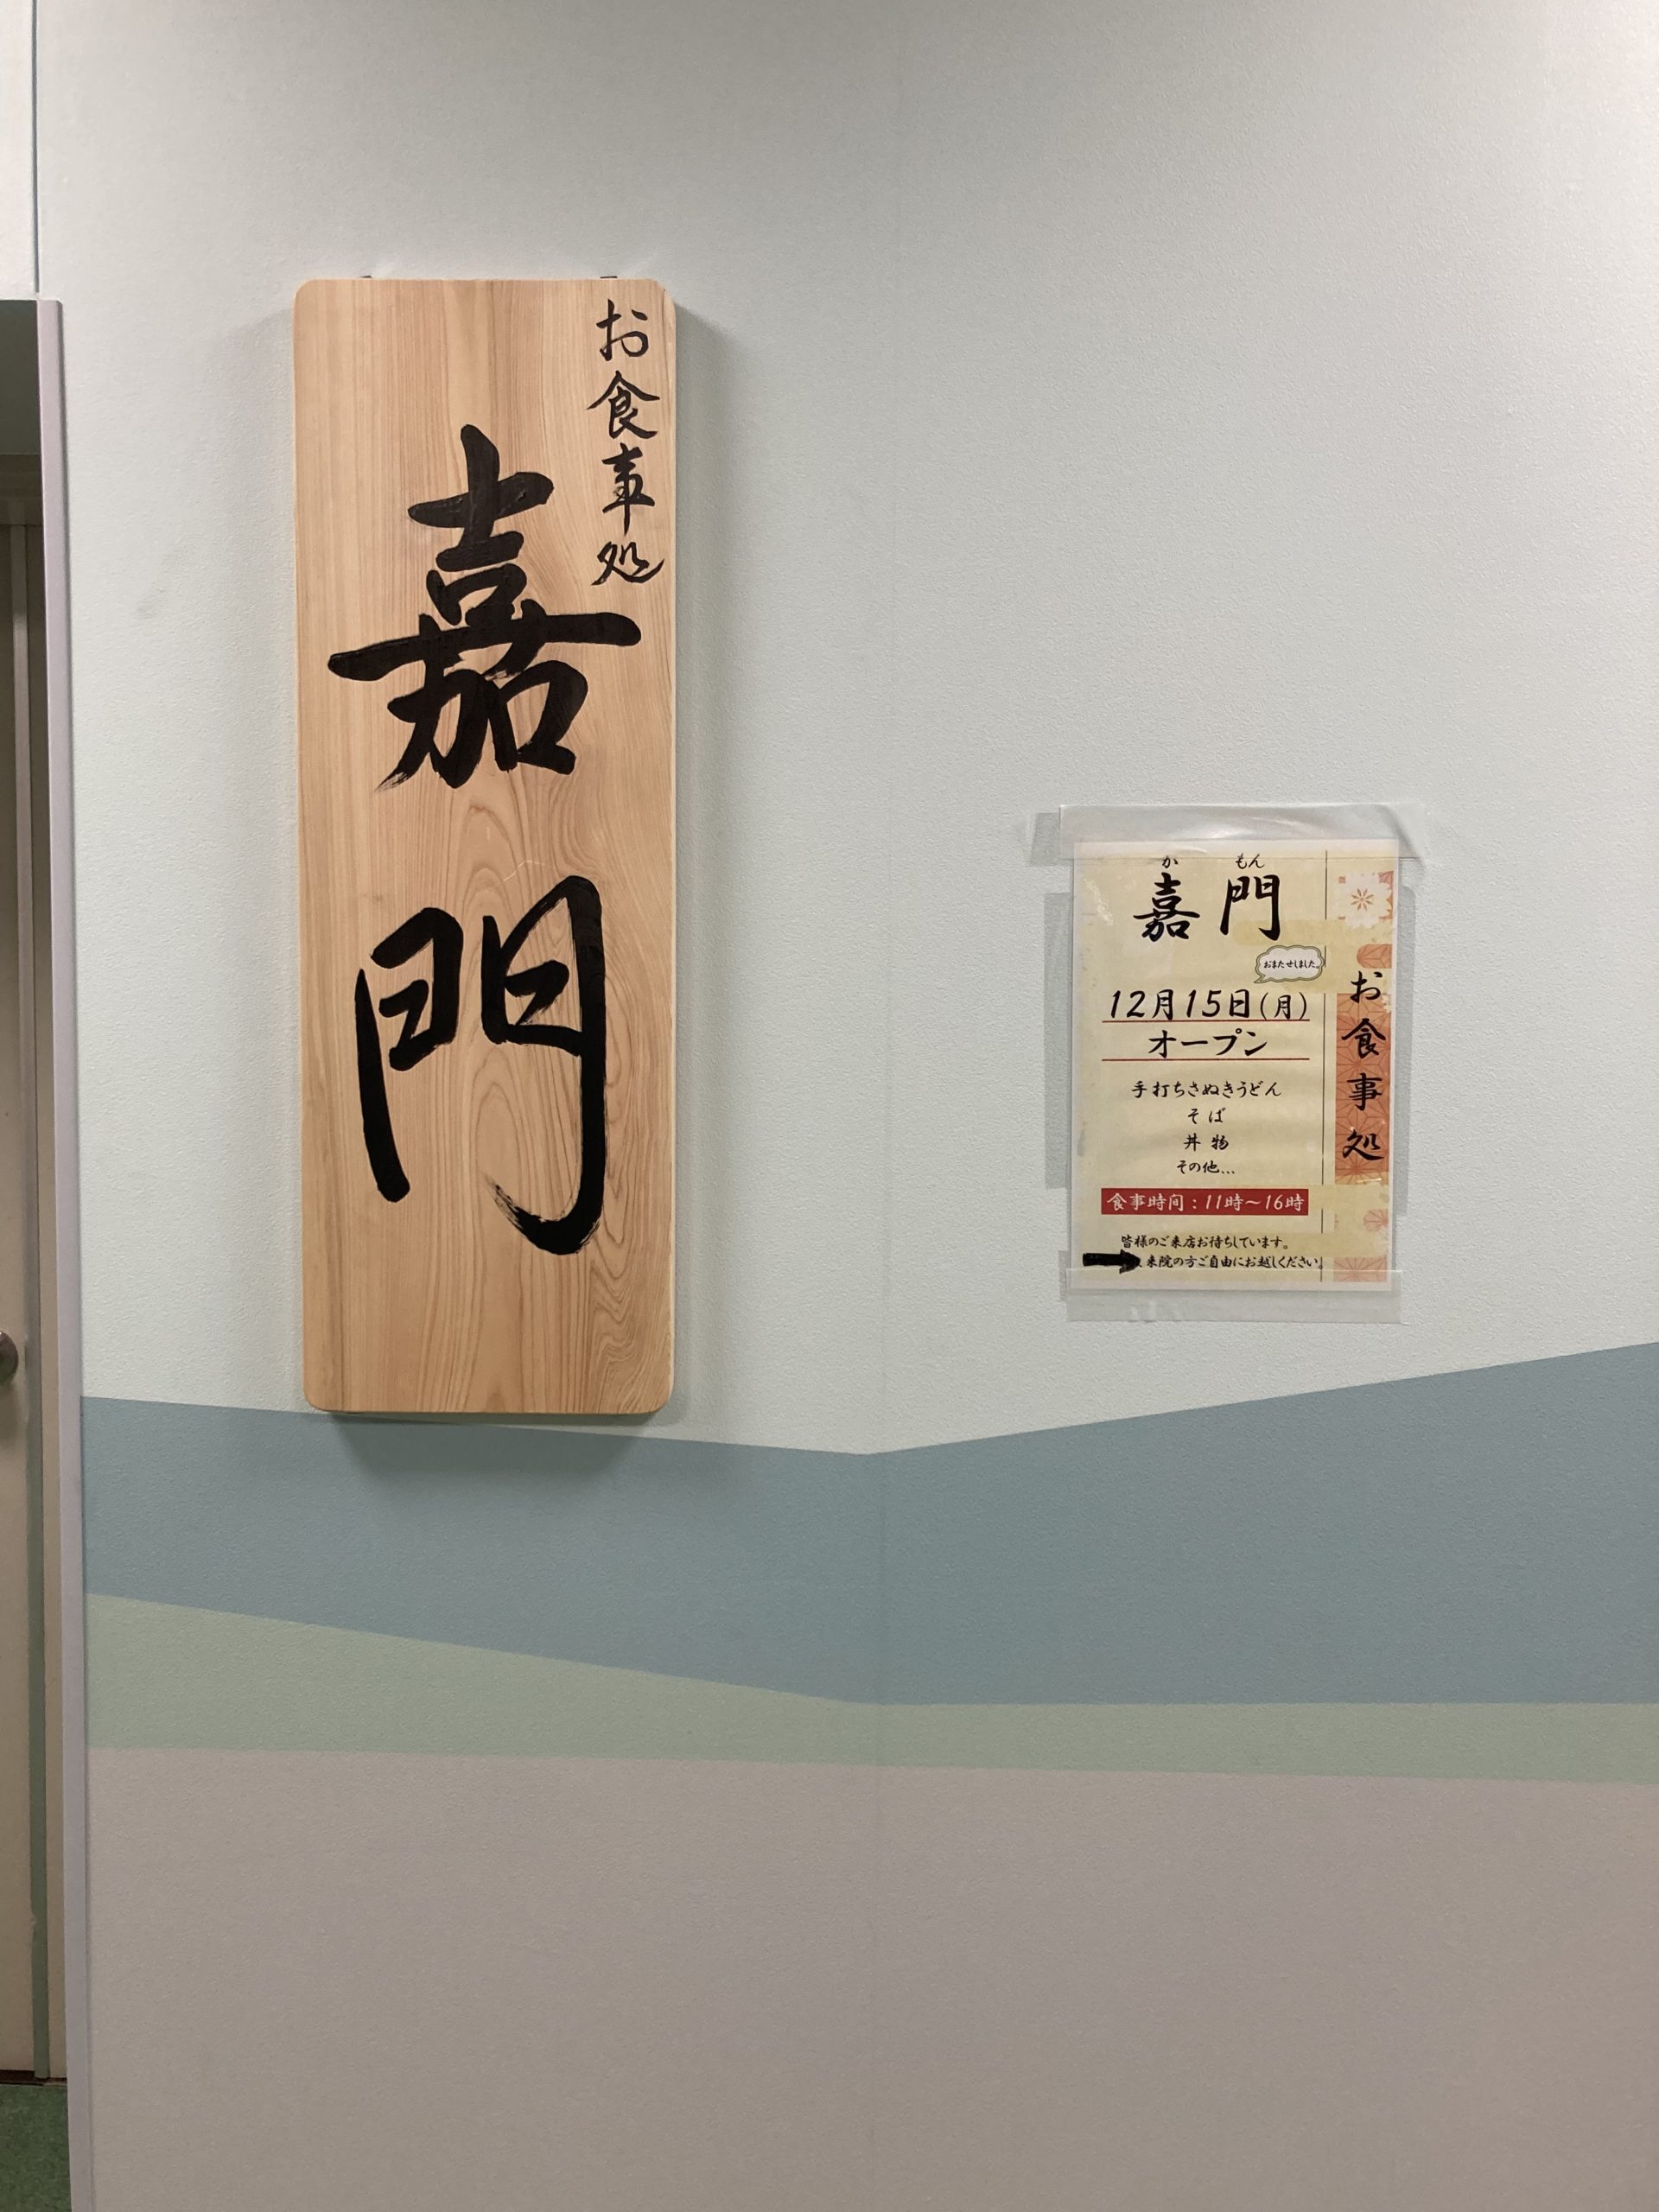 お食事処
嘉門
か もん
嘉門
おまたせしました。
12月15日(月)
オープン
手打ちさぬきうどん
そば
丼物
その他…
食事時間：11時～16時
皆様のご来店お待ちしています。
来院の方ご自由にお越しください。
お食事処